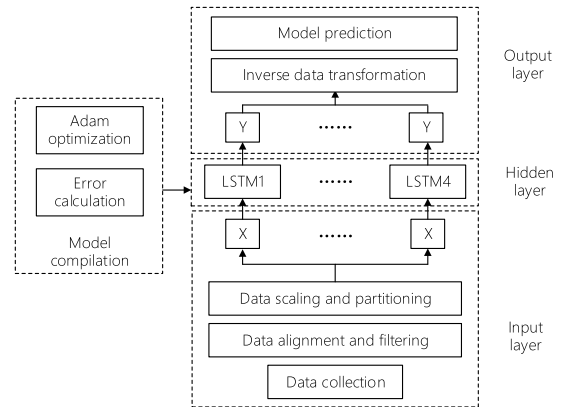 Model prediction
Inverse data transformation
Output
layer
Y
......
Y
Adam
optimization
Error
calculation
Model
compilation
LSTM1
......
LSTM4
Hidden
layer
X
......
X
Data scaling and partitioning
Data alignment and filtering
Data collection
Input
layer